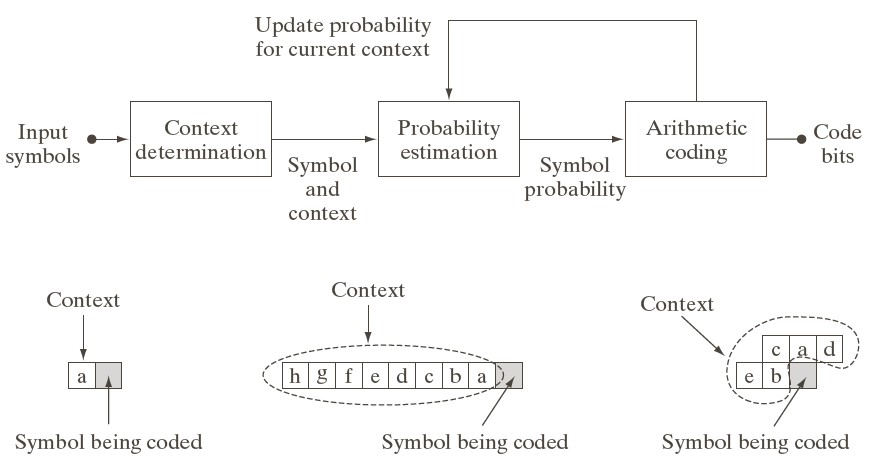 Update probability
for current context
Input
symbols
Context
determination
Symbol
and
context
Probability
estimation
Symbol
probability
Arithmetic
coding
Code
bits
Context
a
Symbol being coded
Context
h g f e d c b a
Symbol being coded
Context
c a d
e b
Symbol being coded